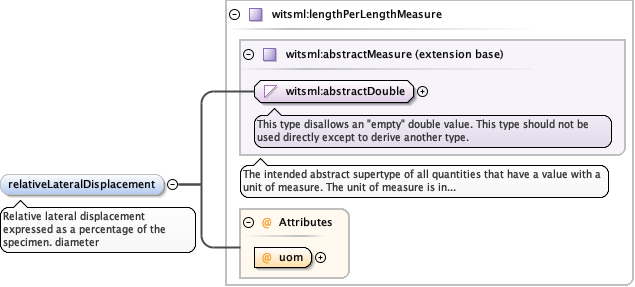 witsml:lengthPerLengthMeasure
witsml:abstractMeasure (extension base)
witsml:abstractDouble
This type disallows an "empty" double value. This type should not be
used directly except to derive another type.
The intended abstract supertype of all quantities that have a value with a
unit of measure. The unit of measure is in...
relativeLateralDisplacement
Relative lateral displacement
expressed as a percentage of the
specimen. diameter
@ Attributes
@ uom